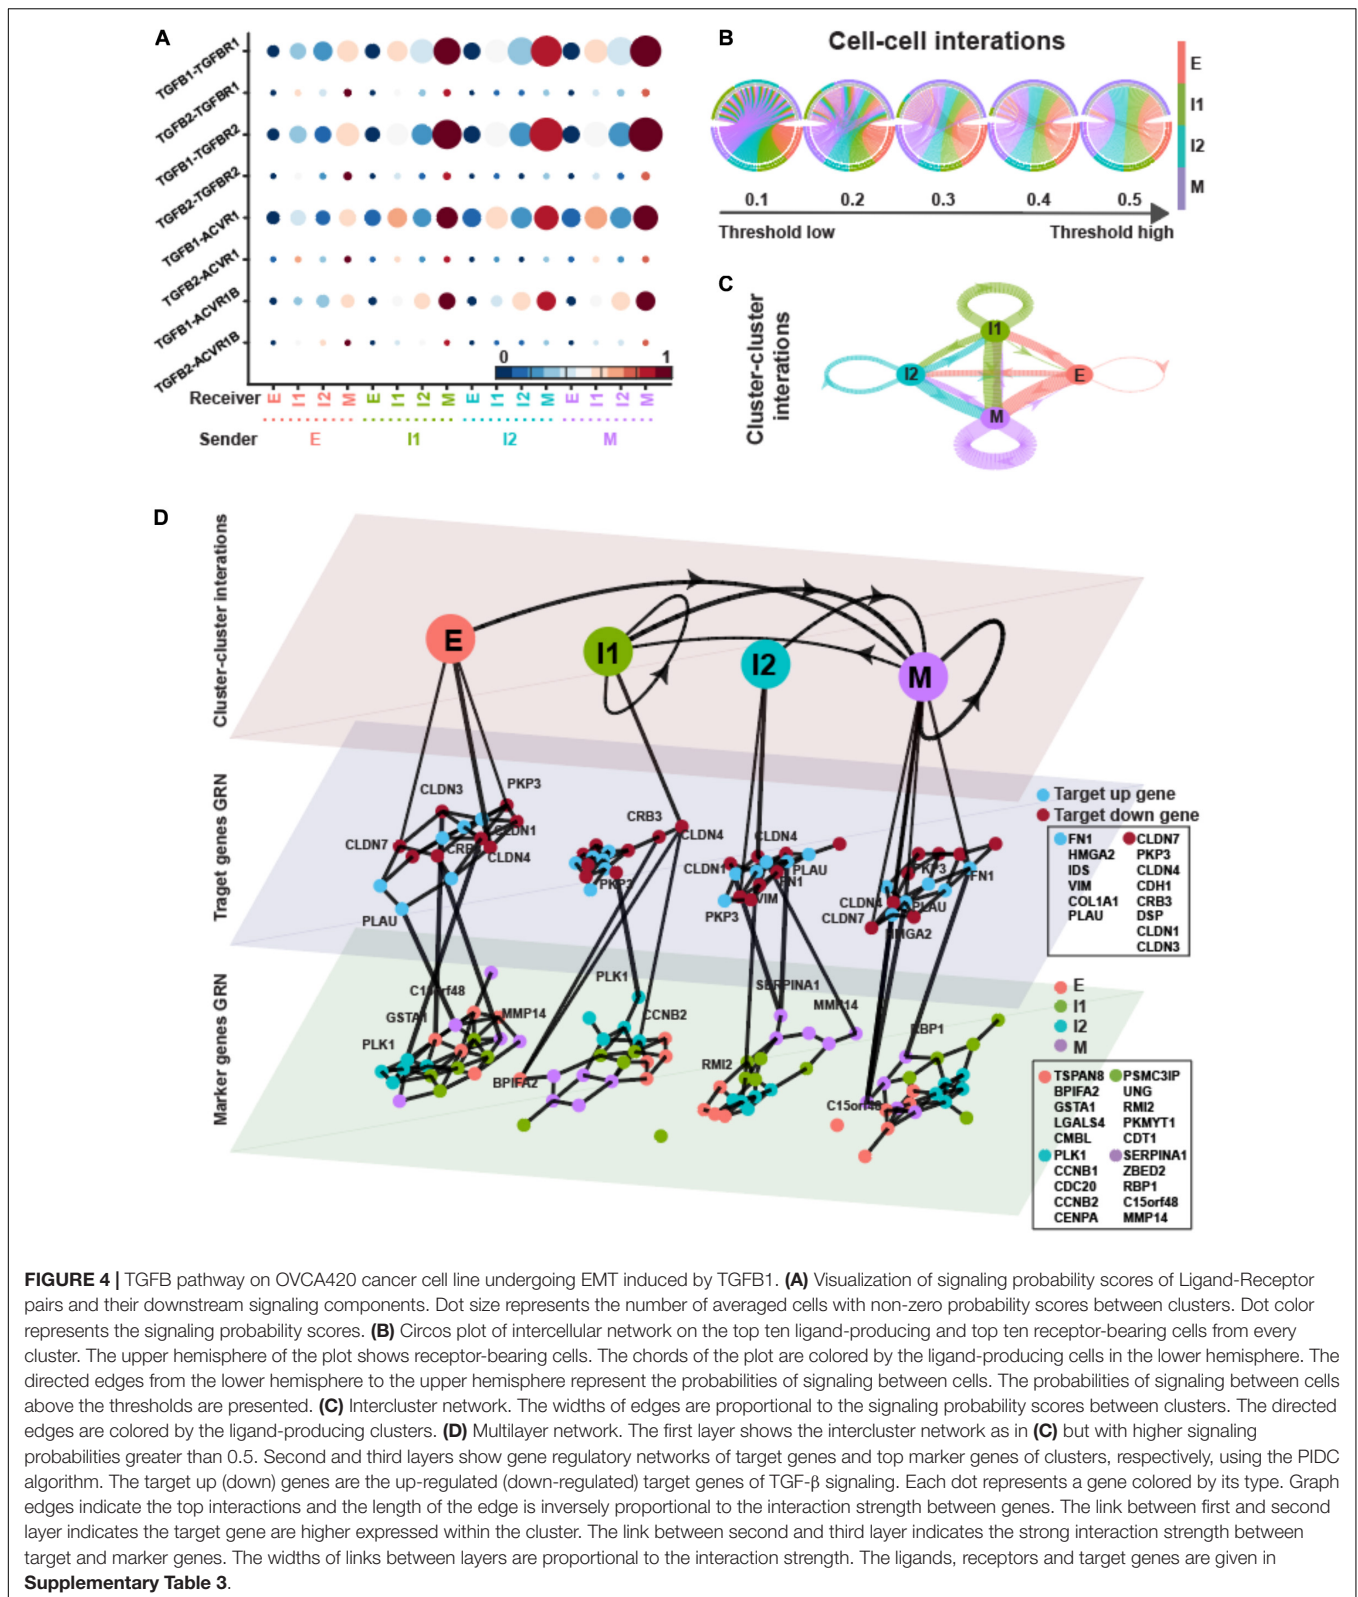 A
TGFB1-TGFBR1
TGFB2-TGFBR1
TGFB1-TGFBR2
TGFB2-TGFBR2
TGFB1-ACVR1
TGFB2-ACVR1
TGFB1-ACVR1B
TGFB2-ACVR1B
0 1
Receiver E I1 I2 M E I1 I2 M E I1 I2 M E I1 I2 M
Sender E I1 I2 M
B
Cell-cell interations
E
I1
I2
M
0.1 0.2 0.3 0.4 0.5
Threshold low Threshold high
C
Cluster-cluster
interations
I1
I2
E
M
D
Cluster-cluster interations
E
I1
I2
M
Traget genes GRN
CLDN3
PKP3
CLDN7
CLDN1
CLDN4
PLAU
CRB3
CLDN4
PKP3
CLDN4
CLDN1
PLAU
FN1
VIM
PKP3
PKP3
FN1
CLDN4
PLAU
CLDN7
HMGA2
Target up gene
Target down gene
FN1 CLDN7
HMGA2 PKP3
IDS CLDN4
VIM CDH1
COL1A1 CRB3
PLAU DSP
CLDN1
CLDN3
Marker genes GRN
C15orf48
GSTA1
MMP14
PLK1
PLK1
CCNB2
BPIFA2
SERPINA1
MMP14
RMI2
RBP1
C15orf48
E
I1
I2
M
TSPAN8 PSMC3IP
BPIFA2 UNG
GSTA1 RMI2
LGALS4 PKMYT1
CMBL CDT1
PLK1 SERPINA1
CCNB1 ZBED2
CDC20 RBP1
CCNB2 C15orf48
CENPA MMP14
FIGURE 4 | TGFB pathway on OVCA420 cancer cell line undergoing EMT induced by TGFB1. (A) Visualization of signaling probability scores of Ligand-Receptor
pairs and their downstream signaling components. Dot size represents the number of averaged cells with non-zero probability scores between clusters. Dot color
represents the signaling probability scores. (B) Circos plot of intercellular network on the top ten ligand-producing and top ten receptor-bearing cells from every
cluster. The upper hemisphere of the plot shows receptor-bearing cells. The chords of the plot are colored by the ligand-producing cells in the lower hemisphere. The
directed edges from the lower hemisphere to the upper hemisphere represent the probabilities of signaling between cells. The probabilities of signaling between cells
above the thresholds are presented. (C) Intercluster network. The widths of edges are proportional to the signaling probability scores between clusters. The directed
edges are colored by the ligand-producing clusters. (D) Multilayer network. The first layer shows the intercluster network as in (C) but with higher signaling
probabilities greater than 0.5. Second and third layers show gene regulatory networks of target genes and top marker genes of clusters, respectively, using the PIDC
algorithm. The target up (down) genes are the up-regulated (down-regulated) target genes of TGF-β signaling. Each dot represents a gene colored by its type. Graph
edges indicate the top interactions and the length of the edge is inversely proportional to the interaction strength between genes. The link between first and second
layer indicates the target gene are higher expressed within the cluster. The link between second and third layer indicates the strong interaction strength between
target and marker genes. The widths of links between layers are proportional to the interaction strength. The ligands, receptors and target genes are given in
Supplementary Table 3.